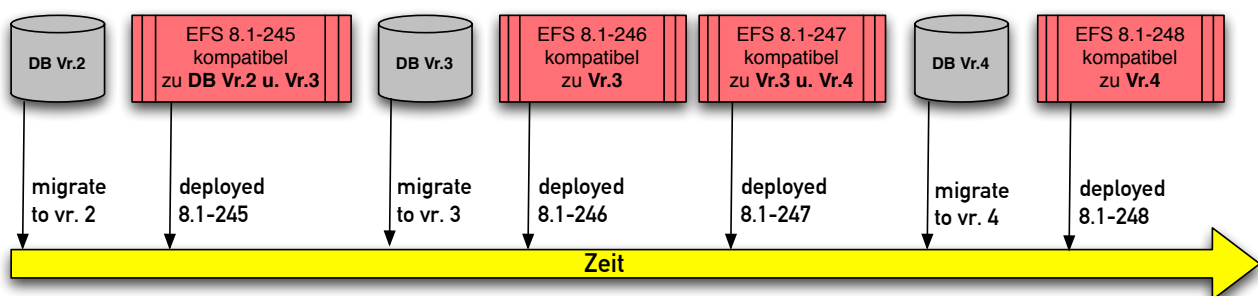 DB Vr.2
EFS 8.1-245
kompatibel
zu DB Vr.2 u. Vr.3
DB Vr.3
EFS 8.1-246
kompatibel
zu Vr.3
EFS 8.1-247
kompatibel
zu Vr.3 u. Vr.4
DB Vr.4
EFS 8.1-248
kompatibel
zu Vr.4
migrate
to vr. 2
deployed
8.1-245
migrate
to vr. 3
deployed
8.1-246
deployed
8.1-247
migrate
to vr. 4
deployed
8.1-248
Zeit